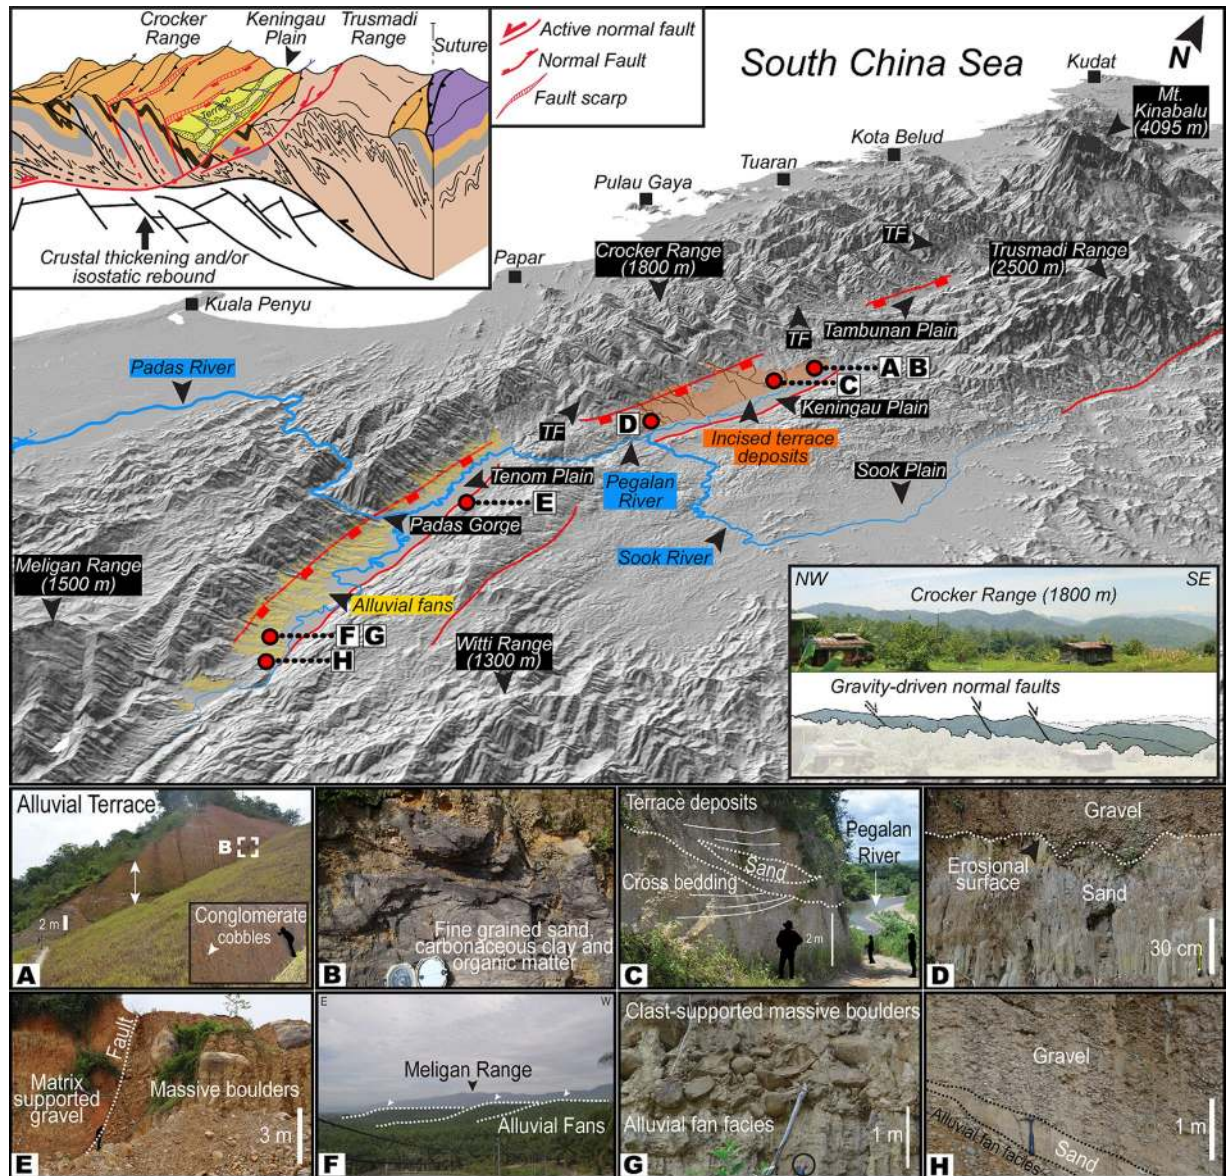 Crocker
Range
Keningau
Plain
Trusmadi
Range
Suture
Terrace
Crustal thickening and/or
isostatic rebound
Active normal fault
Normal Fault
Fault scarp
South China Sea
N
Kudat
Mt.
Kinabalu
(4095 m)
Kota Belud
Tuaran
Pulau Gaya
Papar
Kuala Penyu
Crocker Range
(1800 m)
TF
Trusmadi Range
(2500 m)
Tambunan Plain
TF
Padas River
A B
C
Keningau Plain
D
TF
Incised terrace
deposits
Tenom Plain
Pegalan
River
Sook Plain
E
Padas Gorge
Sook River
Meligan Range
(1500 m)
Alluvial fans
F G
H
Witti Range
(1300 m)
NW
SE
Crocker Range (1800 m)
Gravity-driven normal faults
Alluvial Terrace
B
2 m
Conglomerate
cobbles
A
Fine grained sand,
carbonaceous clay and
organic matter
B
Terrace deposits
Pegalan
River
Sand
Cross bedding
2 m
C
Gravel
Erosional
surface
Sand
30 cm
D
Fault
Matrix
supported
gravel
Massive boulders
3 m
E
E
W
Meligan Range
Alluvial Fans
F
Clast-supported massive boulders
Alluvial fan facies
1 m
G
Gravel
Sand
Alluvial fan facies
1 m
H